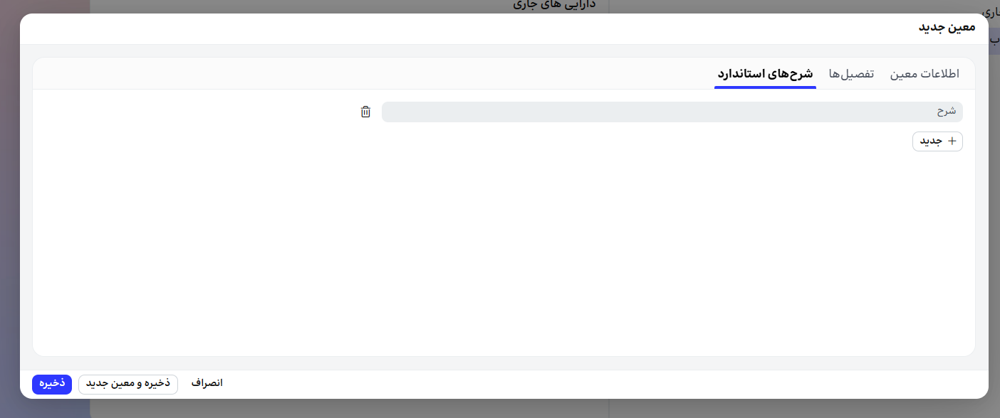 دارایی های جاری
معین جدید
اطلاعات معین تفصیل‌ها شرح‌های استاندارد
شرح
+ جدید
انصراف ذخیره و معین جدید ذخیره